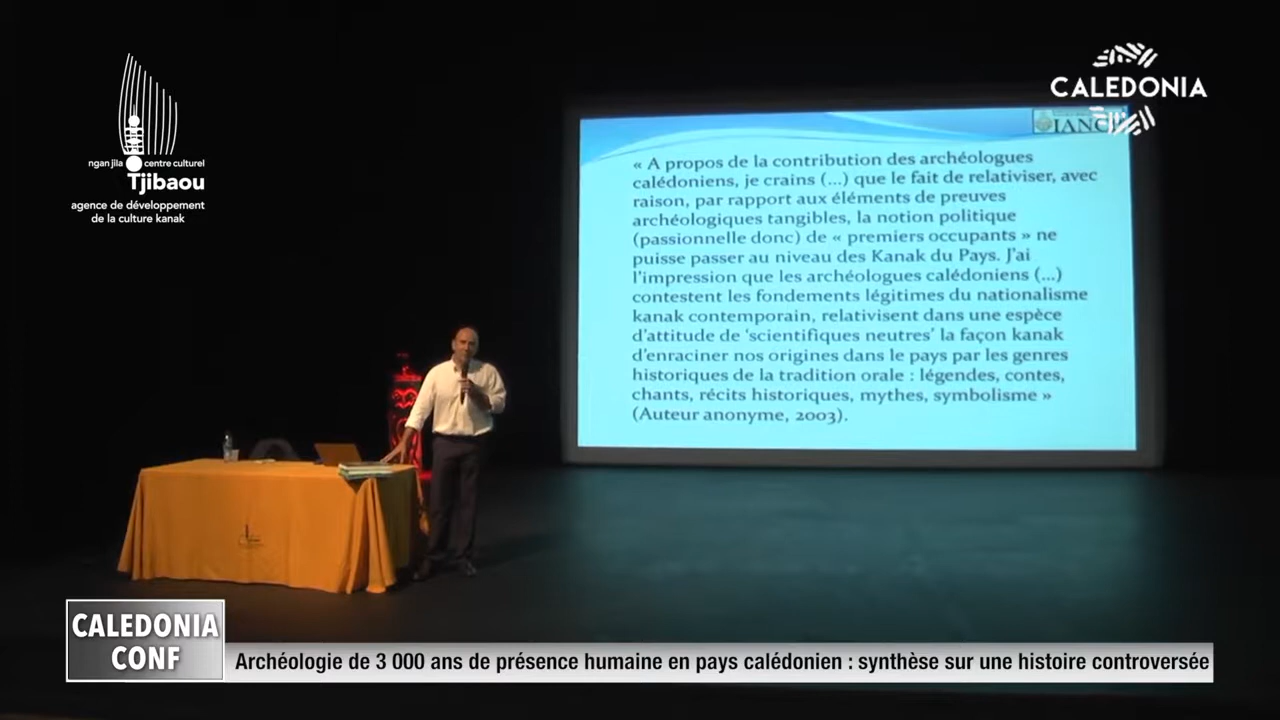 ngan jila centre culturel
Tjibaou
agence de développement
de la culture kanak
CALEDONIA
IANC
« A propos de la contribution des archéologues
calédoniens, je crains (...) que le fait de relativiser, avec
raison, par rapport aux éléments de preuves
archéologiques tangibles, la notion politique
(passionnelle donc) de « premiers occupants » ne
puisse passer au niveau des Kanak du Pays. J'ai
l'impression que les archéologues calédoniens (...)
contestent les fondements légitimes du nationalisme
kanak contemporain, relativisent dans une espèce
d'attitude de 'scientifiques neutres' la façon kanak
d'enraciner nos origines dans le pays par les genres
historiques de la tradition orale : légendes, contes,
chants, récits historiques, mythes, symbolisme »
(Auteur anonyme, 2003).
CALEDONIA
CONF
Archéologie de 3 000 ans de présence humaine en pays calédonien : synthèse sur une histoire controversée